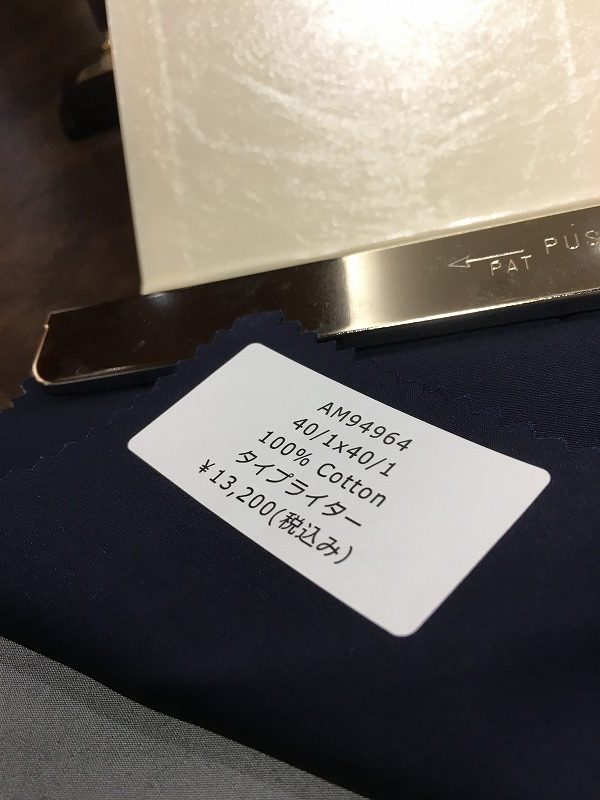 ← PAT PUS
AM94964
40/1x40/1
100% Cotton
タイプライター
¥13,200(税込み)